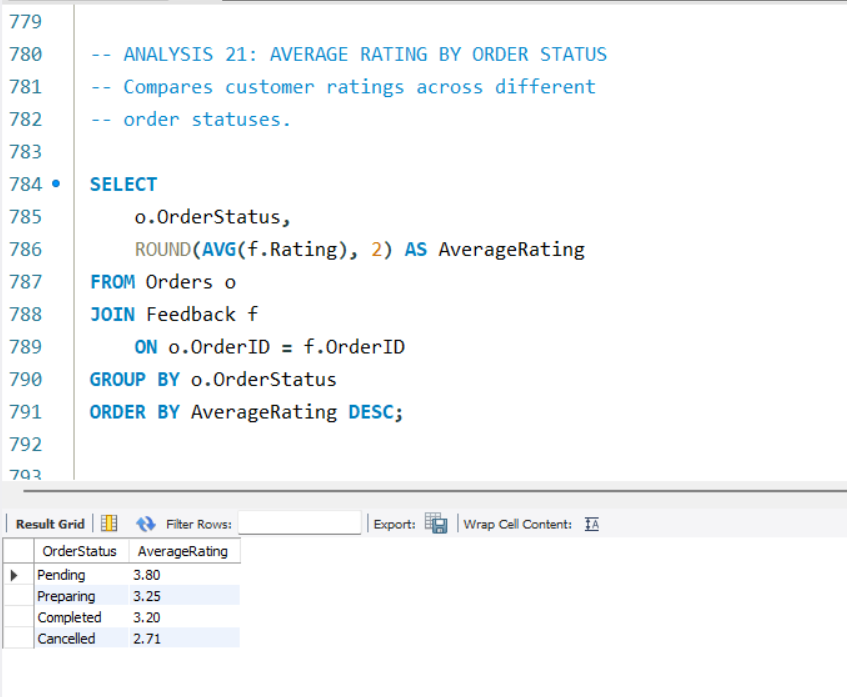 779
780 -- ANALYSIS 21: AVERAGE RATING BY ORDER STATUS
781 -- Compares customer ratings across different
782 -- order statuses.
783
784 SELECT
785 o.OrderStatus,
786 ROUND(AVG(f.Rating), 2) AS AverageRating
787 FROM Orders o
788 JOIN Feedback f
789 ON o.OrderID = f.OrderID
790 GROUP BY o.OrderStatus
791 ORDER BY AverageRating DESC;
792
793
Result Grid Filter Rows: Export: Wrap Cell Content: IA
OrderStatus AverageRating
Pending 3.80
Preparing 3.25
Completed 3.20
Cancelled 2.71